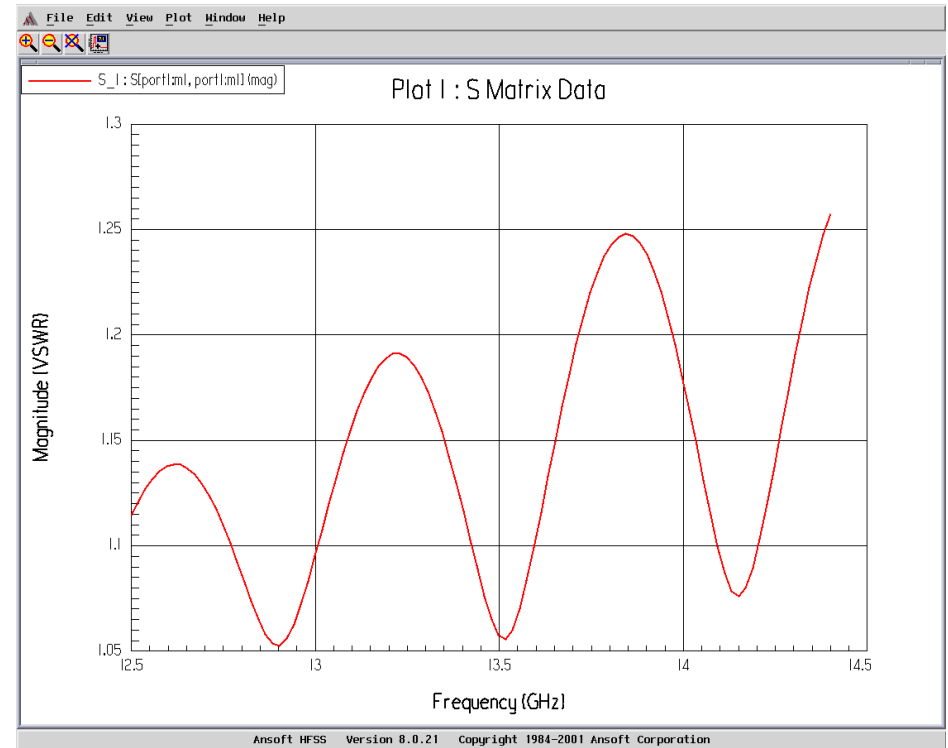 File Edit View Plot Window Help
S_1 : S[port1:m1, port1:m1] (mag)
Plot 1 : S Matrix Data
1.3
1.25
1.2
1.15
1.1
1.05
Magnitude (VSWR)
12.5 13 13.5 14 14.5
Frequency (GHz)
Ansoft HFSS Version 8.0.21 Copyright 1984-2001 Ansoft Corporation